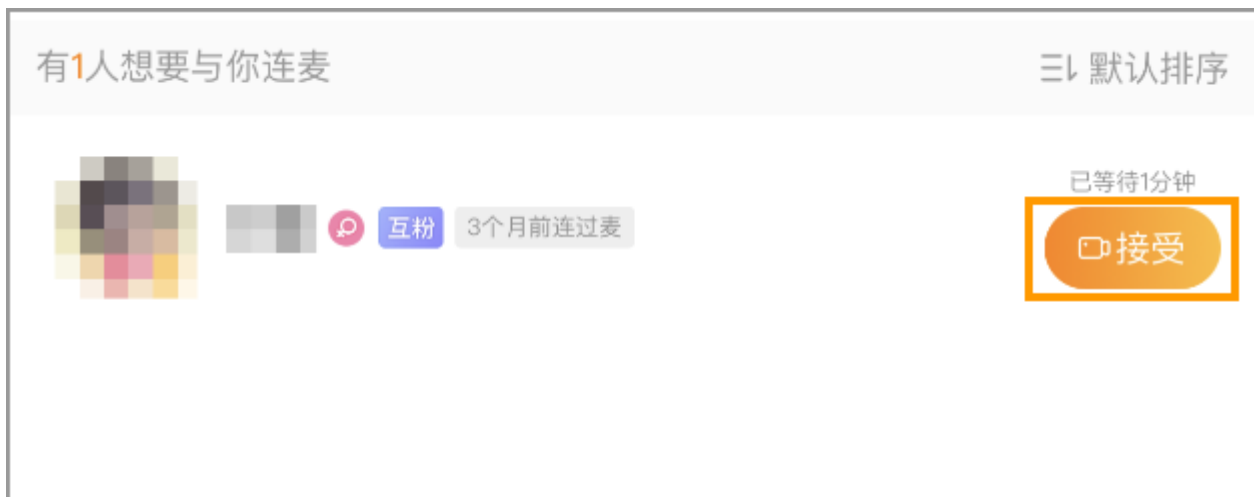 有1人想要与你连麦
默认排序
已等待1分钟
互粉 3个月前连过麦
接受